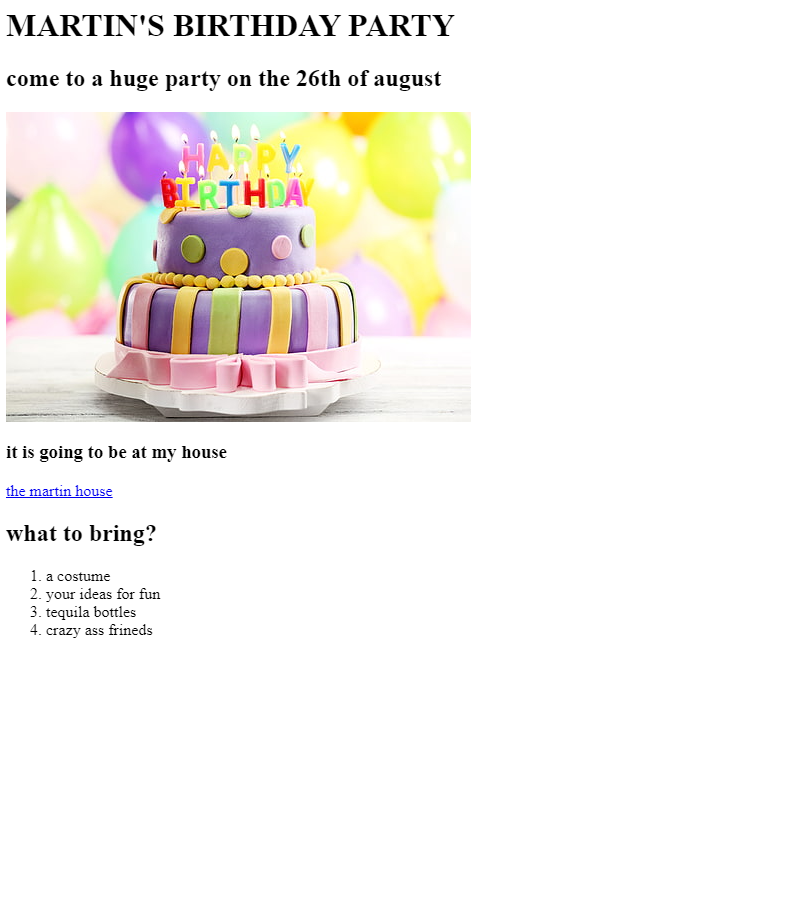 MARTIN'S BIRTHDAY PARTY
come to a huge party on the 26th of august
HAPPY
BIRTHDAY
it is going to be at my house
the martin house
what to bring?
1. a costume
2. your ideas for fun
3. tequila bottles
4. crazy ass frineds